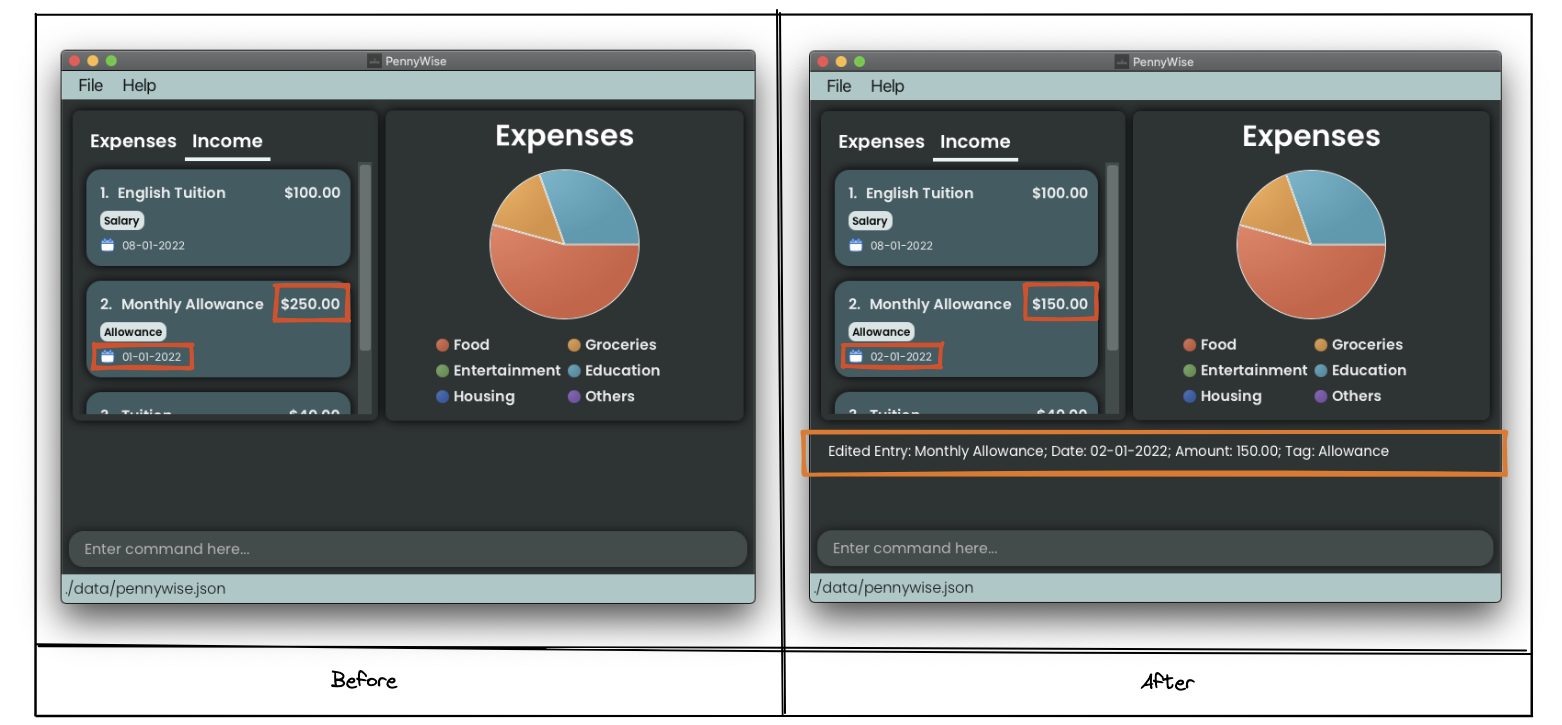 PennyWise
File Help
Expenses Income
1. English Tuition $100.00
Salary
08-01-2022
2. Monthly Allowance $250.00
Allowance
01-01-2022
3. Tuition $40.00
Expenses
Food Groceries
Entertainment Education
Housing Others
Enter command here...
./data/pennywise.json
Before
PennyWise
File Help
Expenses Income
1. English Tuition $100.00
Salary
08-01-2022
2. Monthly Allowance $150.00
Allowance
02-01-2022
3. Tuition $40.00
Expenses
Food Groceries
Entertainment Education
Housing Others
Edited Entry: Monthly Allowance; Date: 02-01-2022; Amount: 150.00; Tag: Allowance
Enter command here...
./data/pennywise.json
After